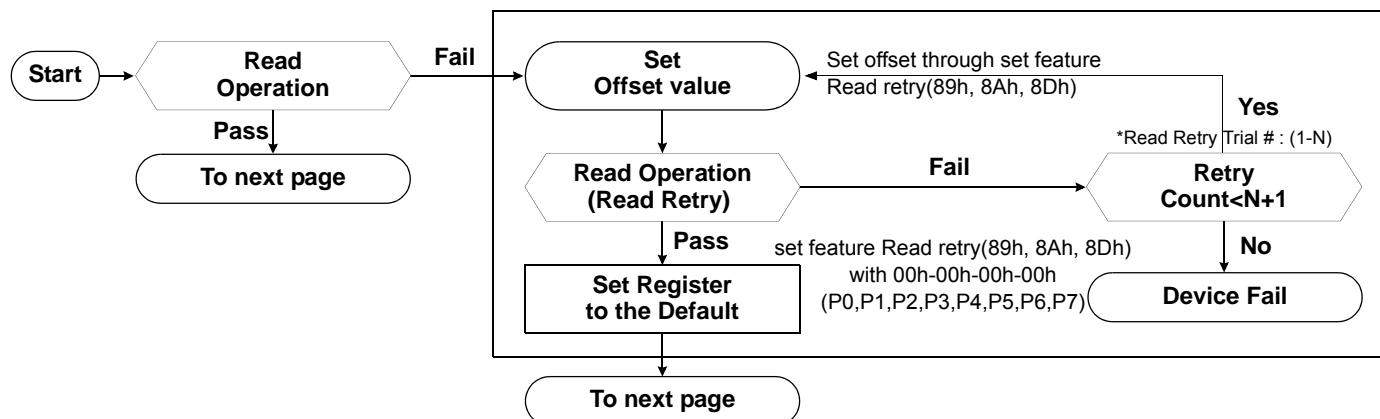 Start
Read
Operation
Fail
Pass
To next page
Set
Offset value
Set offset through set feature
Read retry(89h, 8Ah, 8Dh)
Yes
*Read Retry Trial # : (1-N)
Read Operation
(Read Retry)
Fail
Retry
Count<N+1
Pass
No
set feature Read retry(89h, 8Ah, 8Dh)
with 00h-00h-00h-00h
(P0,P1,P2,P3,P4,P5,P6,P7)
Set Register
to the Default
Device Fail
To next page